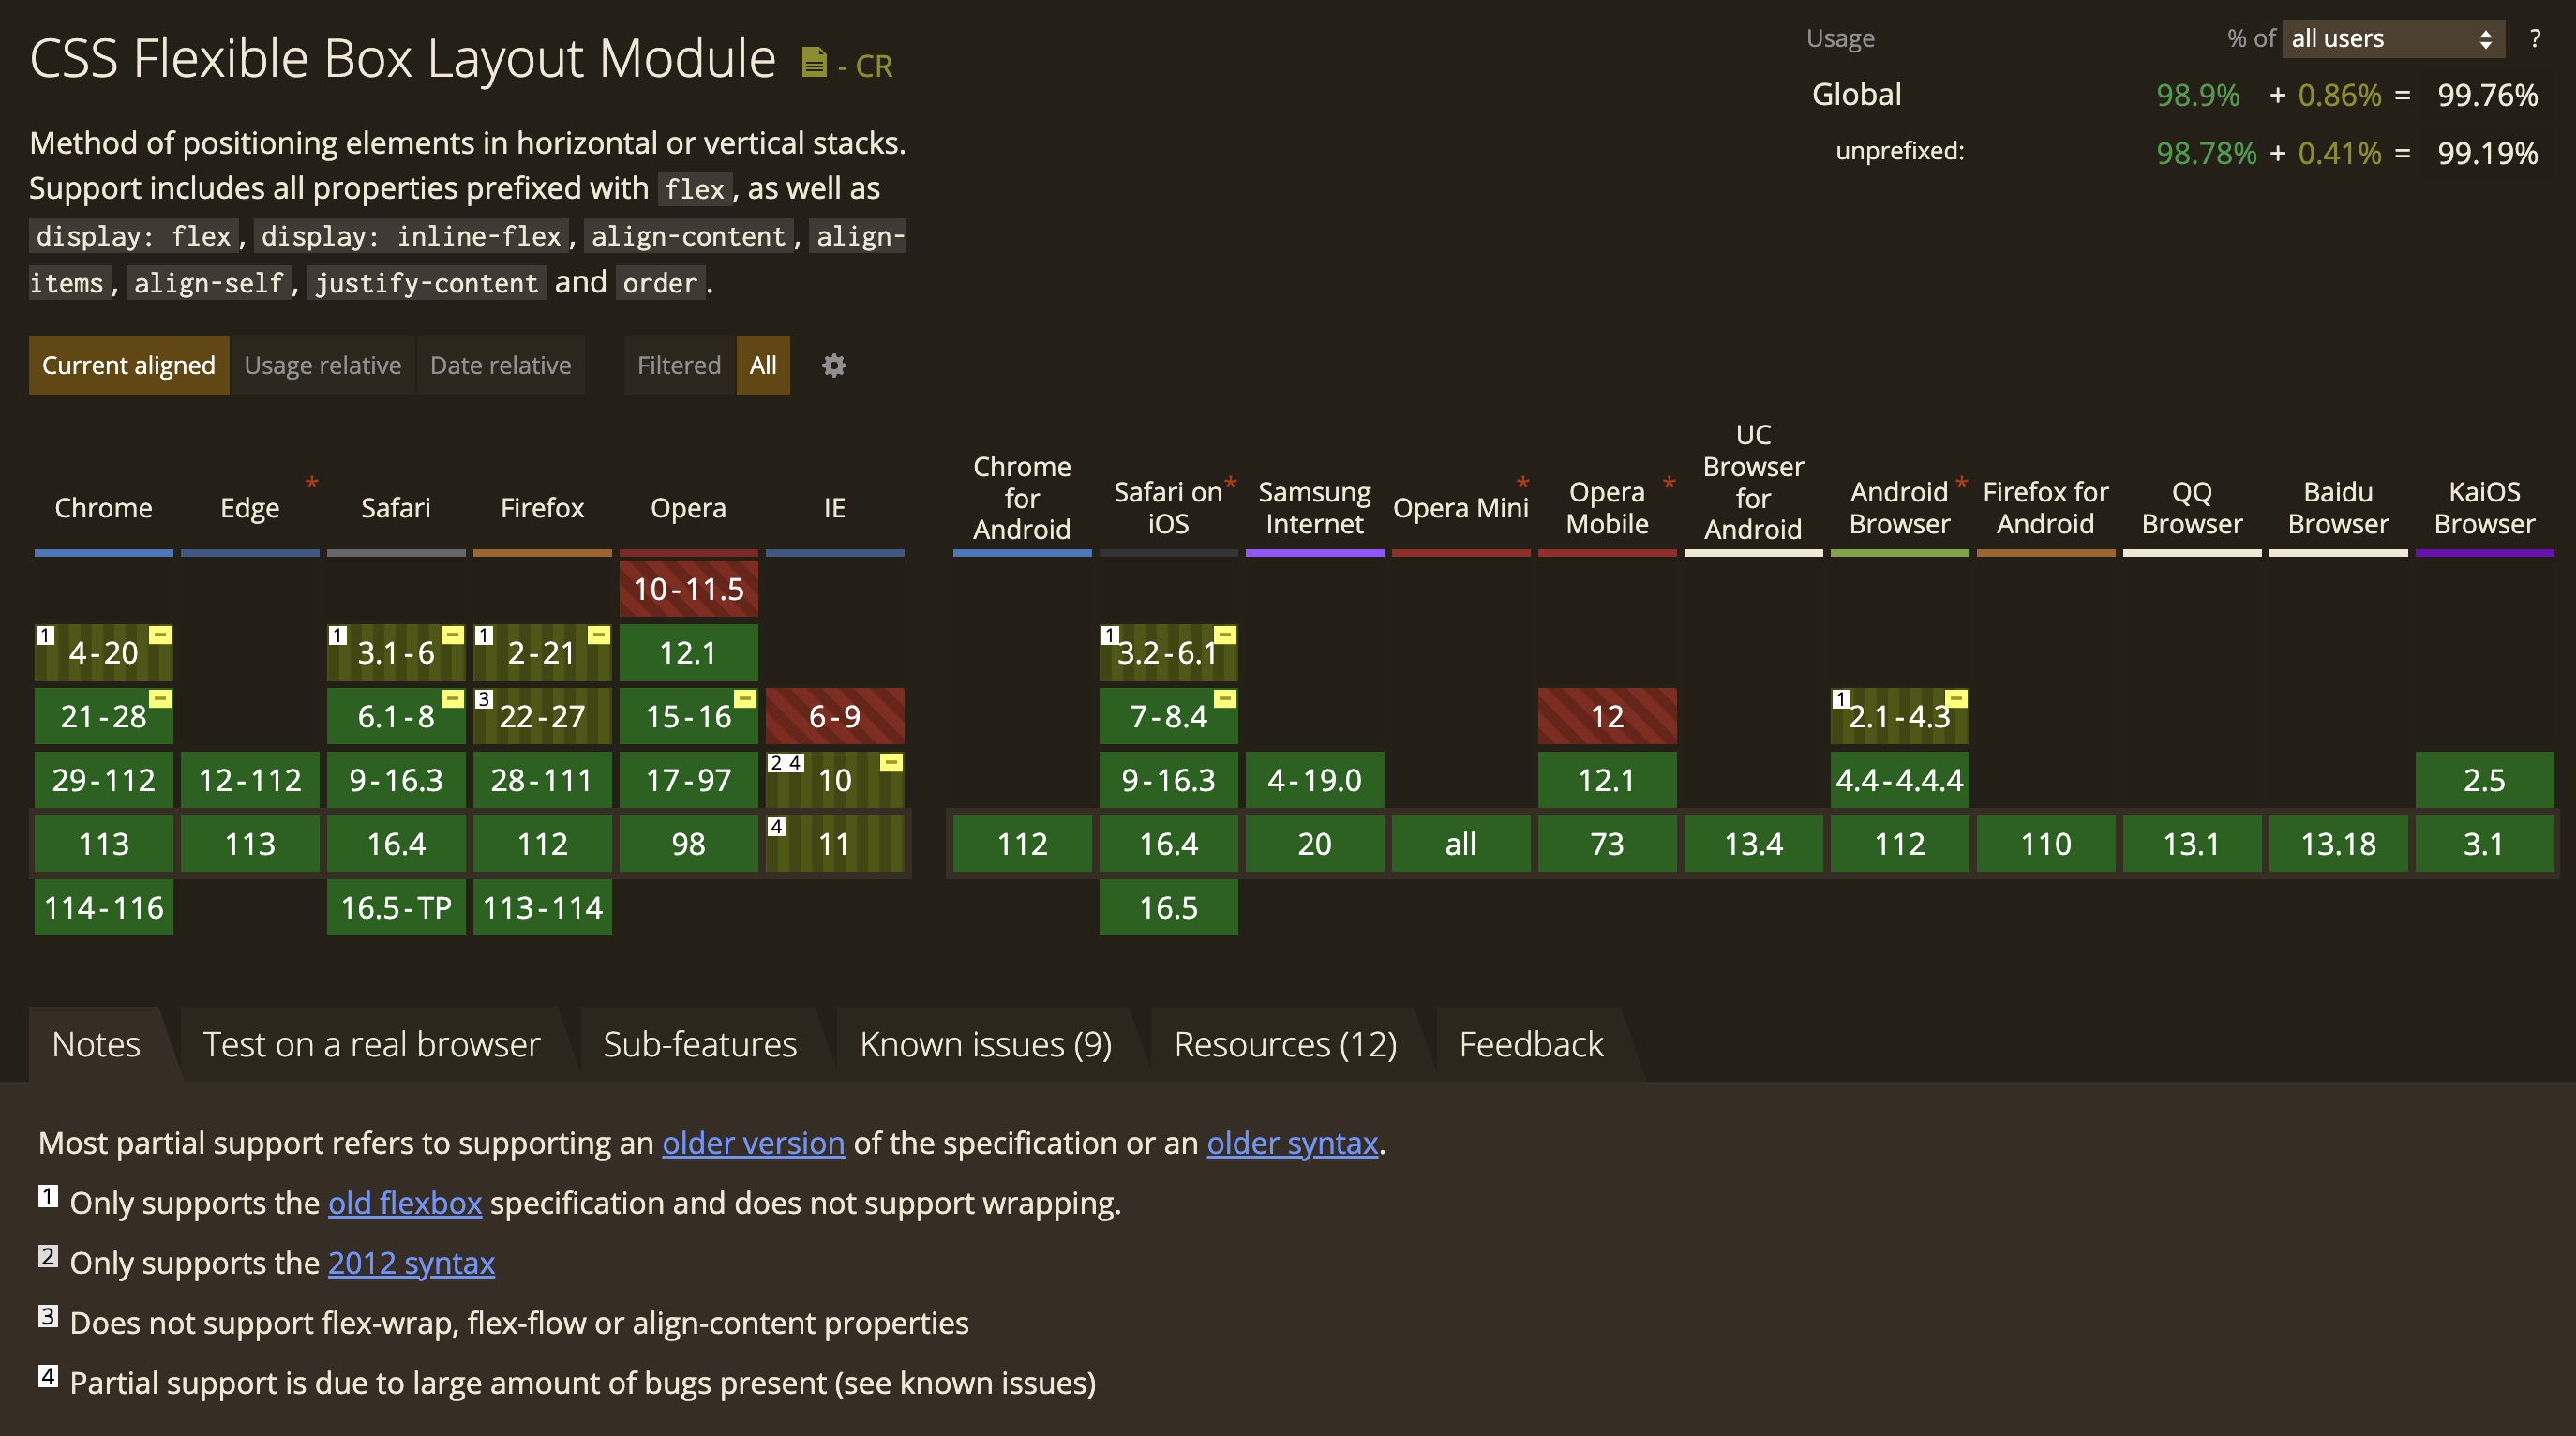 CSS Flexible Box Layout Module - CR
Usage % of all users ?
Global 98.9% + 0.86% = 99.76%
unprefixed: 98.78% + 0.41% = 99.19%
Method of positioning elements in horizontal or vertical stacks.
Support includes all properties prefixed with flex, as well as
display: flex, display: inline-flex, align-content, align-
items, align-self, justify-content and order.
Current aligned Usage relative Date relative Filtered All
Chrome Edge * Safari Firefox Opera IE
Chrome for Android Safari on iOS * Samsung Internet Opera Mini * Opera Mobile * UC Browser for Android Android Browser * Firefox for Android QQ Browser Baidu Browser KaiOS Browser
10-11.5
1 4-20 - 1 3.1-6 - 1 2-21 - 12.1 1 3.2-6.1 -
21-28 - 6.1-8 - 3 22-27 15-16 - 6-9 7-8.4 - 12 1 2.1-4.3 -
29-112 12-112 9-16.3 28-111 17-97 2 4 10 - 9-16.3 4-19.0 12.1 4.4-4.4.4 2.5
113 113 16.4 112 98 4 11 112 16.4 20 all 73 13.4 112 110 13.1 13.18 3.1
114-116 16.5-TP 113-114 16.5
Notes Test on a real browser Sub-features Known issues (9) Resources (12) Feedback
Most partial support refers to supporting an older version of the specification or an older syntax.
1 Only supports the old flexbox specification and does not support wrapping.
2 Only supports the 2012 syntax
3 Does not support flex-wrap, flex-flow or align-content properties
4 Partial support is due to large amount of bugs present (see known issues)